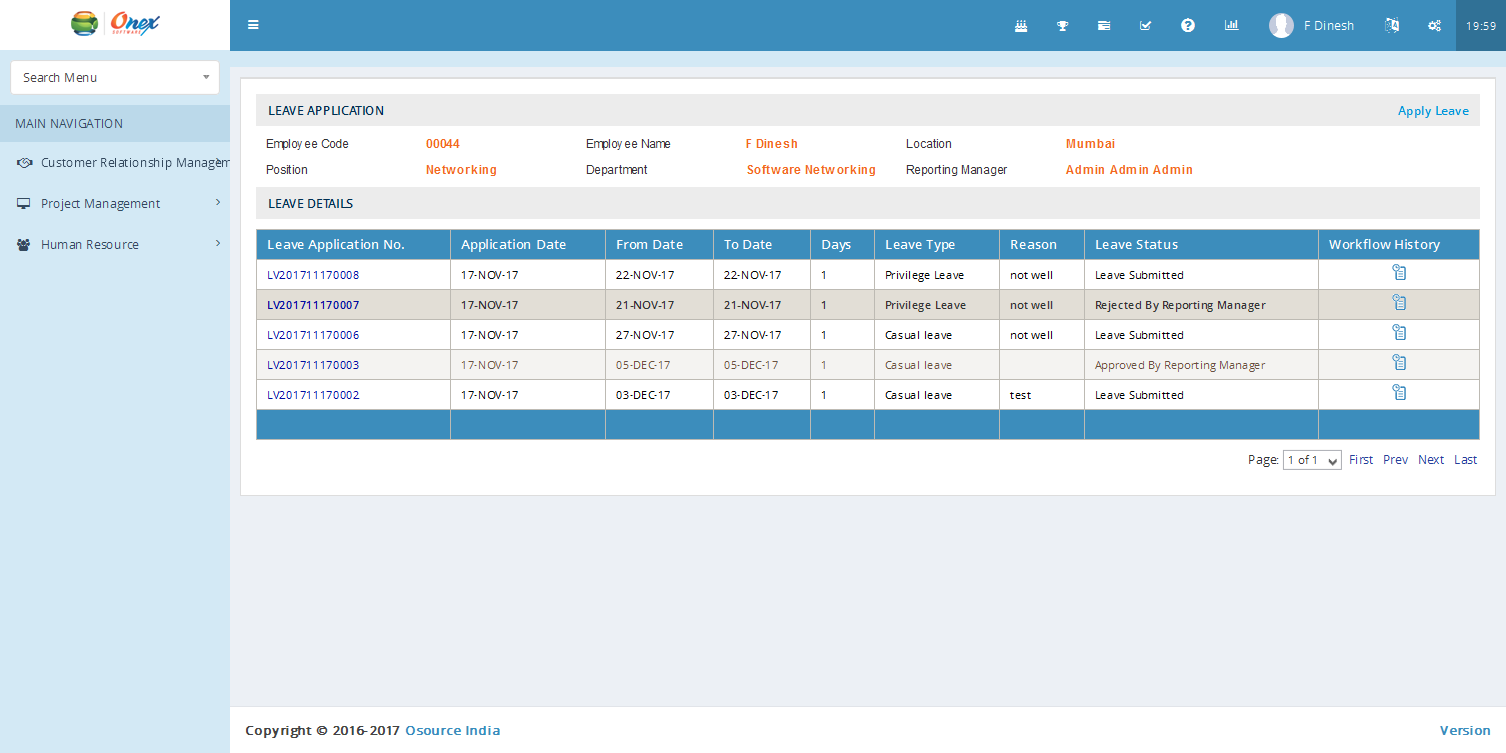 Onex
SOFTWARE
F Dinesh
19:59
Search Menu
MAIN NAVIGATION
Customer Relationship Managem
Project Management
Human Resource
LEAVE APPLICATION Apply Leave
Employee Code 00044 Employee Name F Dinesh Location Mumbai
Position Networking Department Software Networking Reporting Manager Admin Admin Admin
LEAVE DETAILS
Leave Application No. Application Date From Date To Date Days Leave Type Reason Leave Status Workflow History
LV201711170008 17-NOV-17 22-NOV-17 22-NOV-17 1 Privilege Leave not well Leave Submitted
LV201711170007 17-NOV-17 21-NOV-17 21-NOV-17 1 Privilege Leave not well Rejected By Reporting Manager
LV201711170006 17-NOV-17 27-NOV-17 27-NOV-17 1 Casual leave not well Leave Submitted
LV201711170003 17-NOV-17 05-DEC-17 05-DEC-17 1 Casual leave Approved By Reporting Manager
LV201711170002 17-NOV-17 03-DEC-17 03-DEC-17 1 Casual leave test Leave Submitted
Page: 1 of 1 First Prev Next Last
Copyright © 2016-2017 Osource India Version